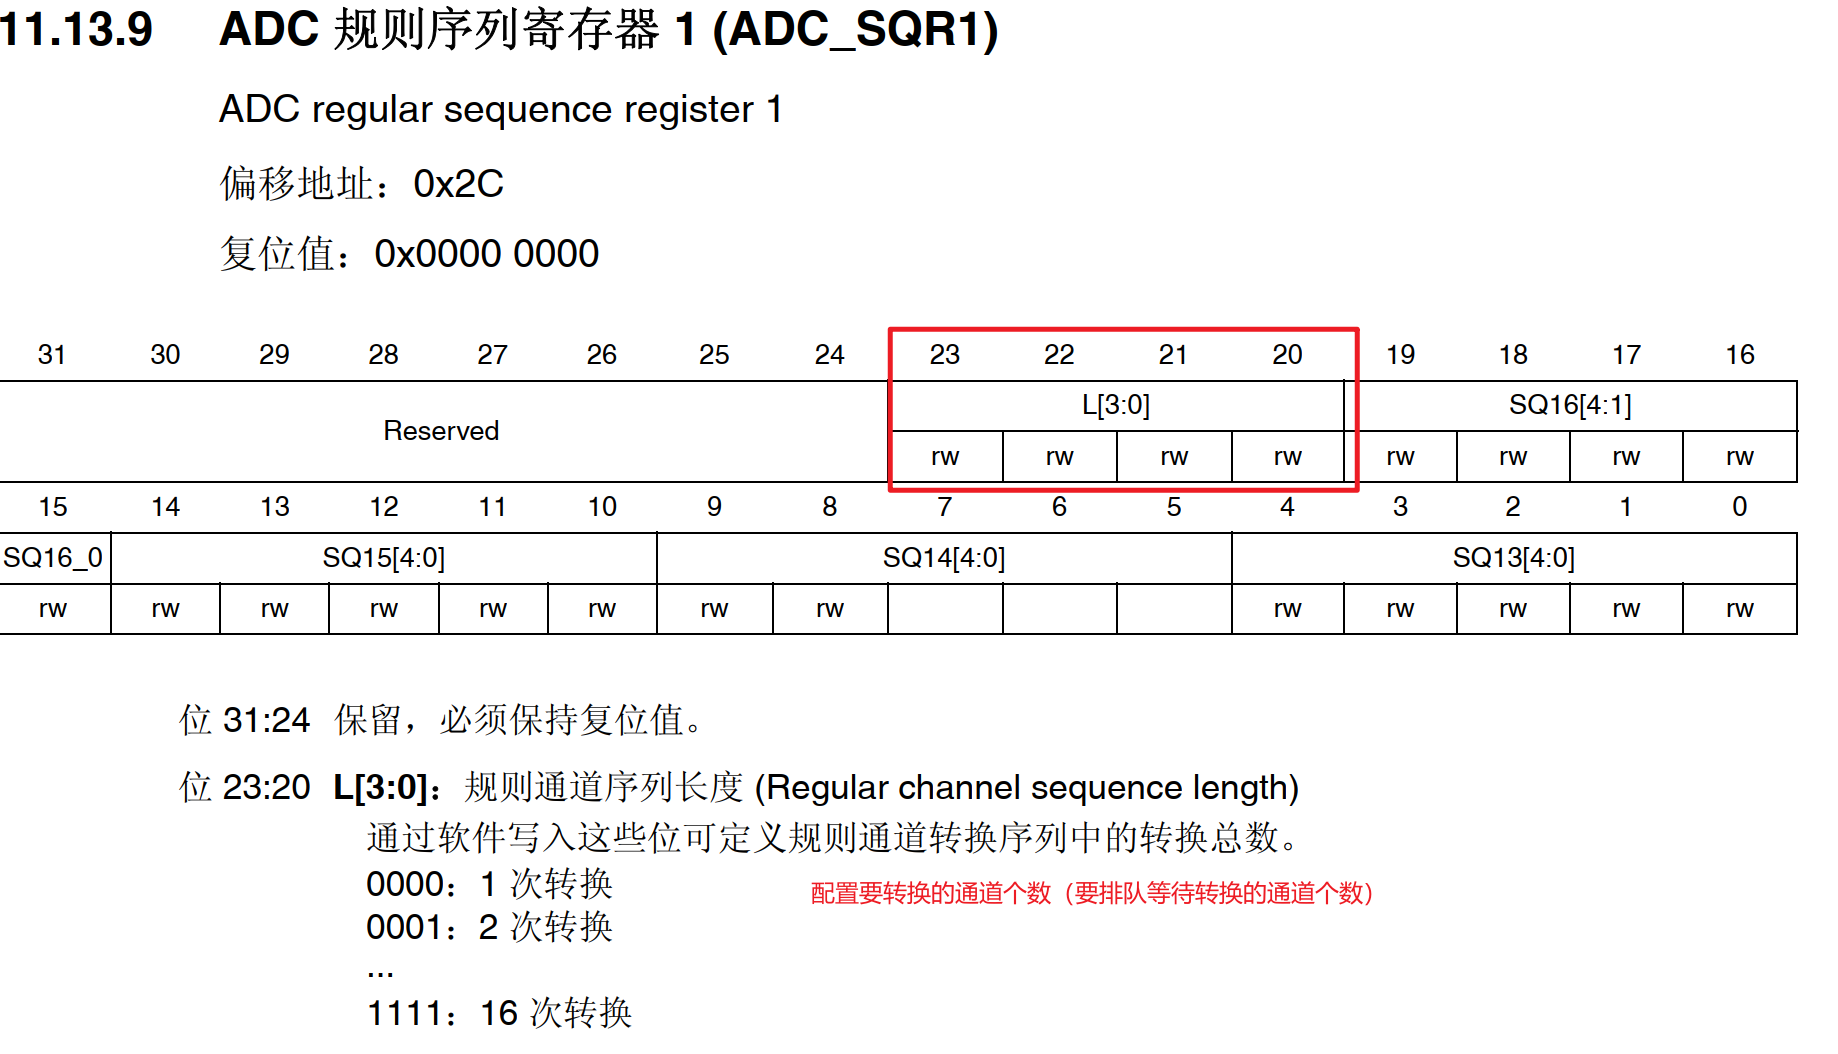 11.13.9 ADC 规则序列寄存器 1 (ADC_SQR1)
ADC regular sequence register 1
偏移地址：0x2C
复位值：0x0000 0000
31 30 29 28 27 26 25 24 23 22 21 20 19 18 17 16
Reserved L[3:0] SQ16[4:1]
rw rw rw rw rw rw rw rw
15 14 13 12 11 10 9 8 7 6 5 4 3 2 1 0
SQ16_0 SQ15[4:0] SQ14[4:0] SQ13[4:0]
rw rw rw rw rw rw rw rw rw rw rw rw rw
位 31:24 保留，必须保持复位值。
位 23:20 L[3:0]：规则通道序列长度 (Regular channel sequence length)
通过软件写入这些位可定义规则通道转换序列中的转换总数。
0000：1 次转换
配置要转换的通道个数（要排队等待转换的通道个数）
0001：2 次转换
...
1111：16 次转换